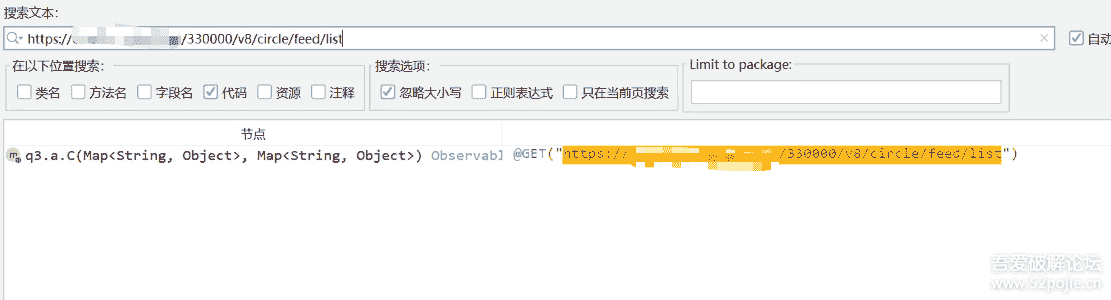 搜索文本:
https:// /330000/v8/circle/feed/list
自动
在以下位置搜索:
类名 方法名 字段名 代码 资源 注释
搜索选项:
忽略大小写 正则表达式 只在当前页搜索
Limit to package:
节点
q3.a.C(Map<String, Object>, Map<String, Object>) Observabl @GET("https:// /330000/v8/circle/feed/list")
吾爱破解论坛
www.52pojie.cn